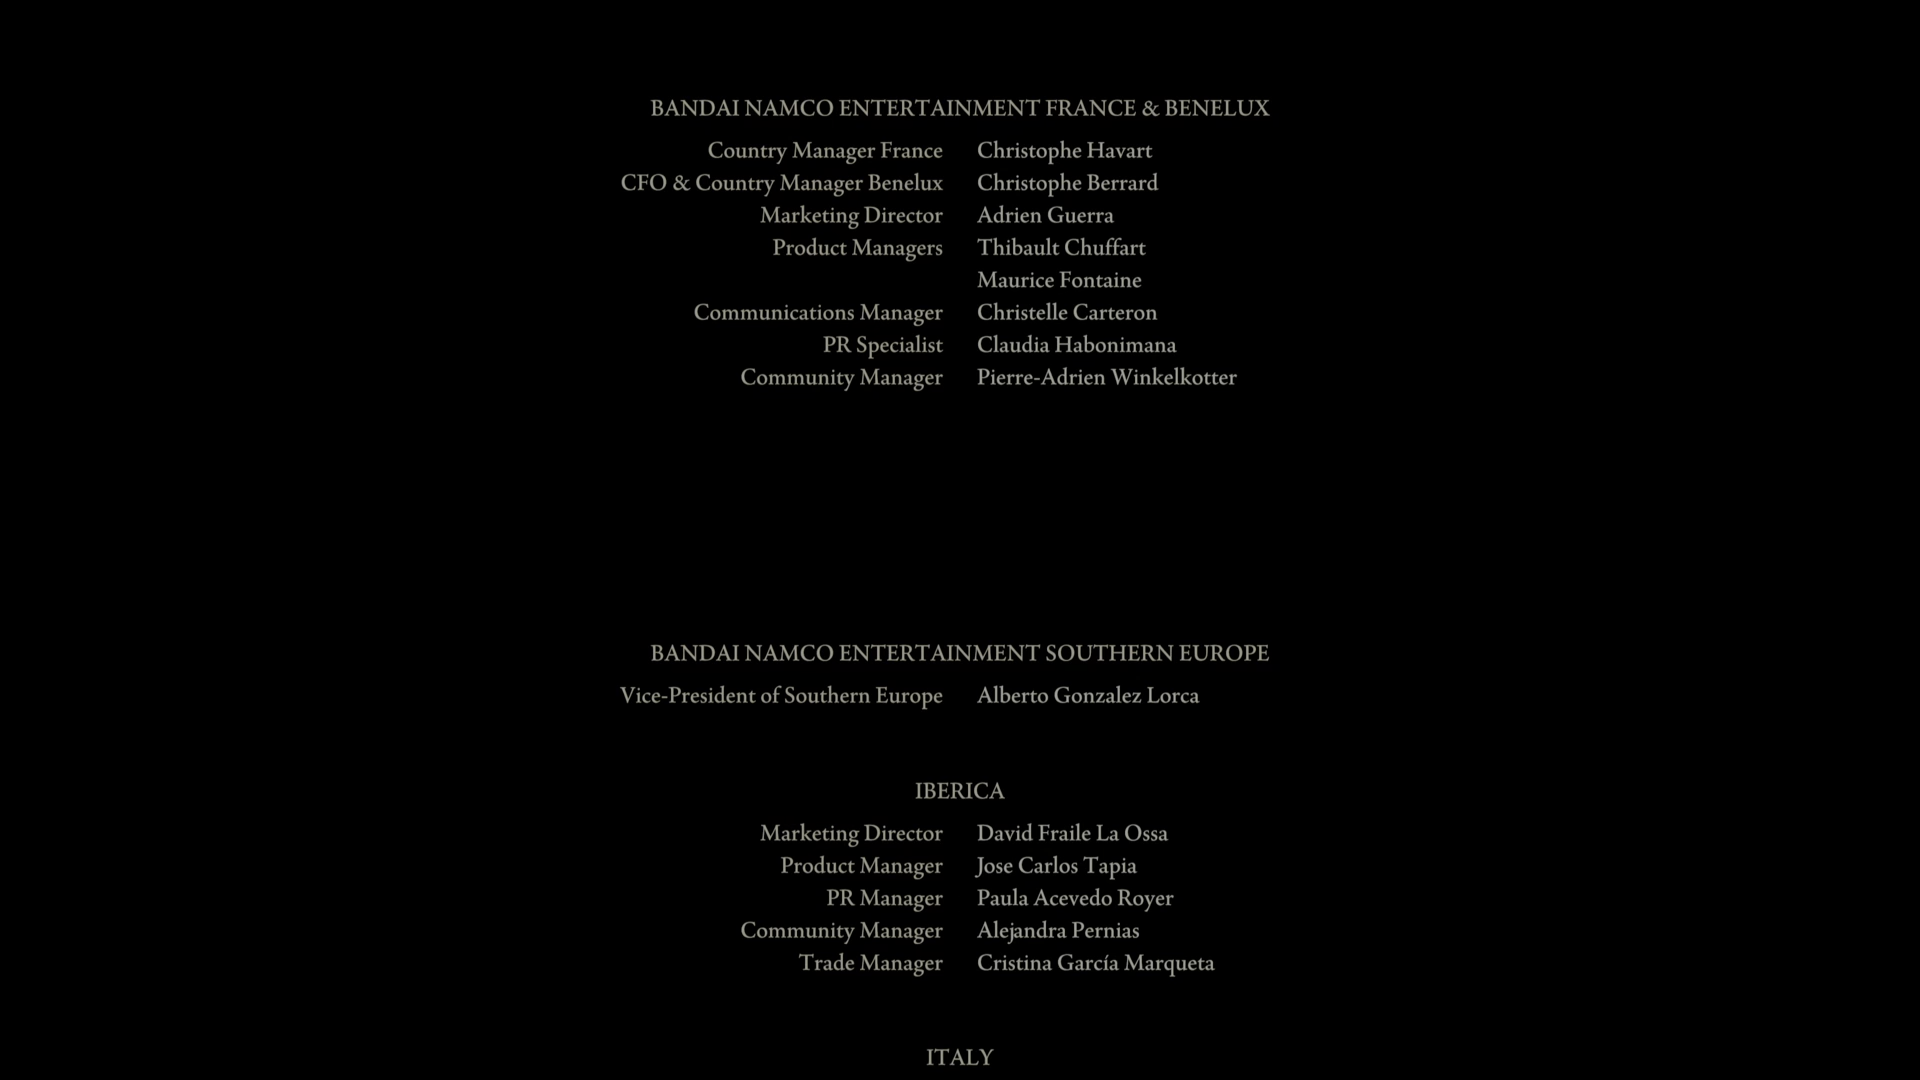 BANDAI NAMCO ENTERTAINMENT FRANCE & BENELUX
Country Manager France Christophe Havart
CFO & Country Manager Benelux Christophe Berrard
Marketing Director Adrien Guerra
Product Managers Thibault Chuffart
Maurice Fontaine
Communications Manager Christelle Carteron
PR Specialist Claudia Habonimana
Community Manager Pierre-Adrien Winkelkotter
BANDAI NAMCO ENTERTAINMENT SOUTHERN EUROPE
Vice-President of Southern Europe Alberto Gonzalez Lorca
IBERICA
Marketing Director David Fraile La Ossa
Product Manager Jose Carlos Tapia
PR Manager Paula Acevedo Royer
Community Manager Alejandra Pernias
Trade Manager Cristina García Marqueta
ITALY